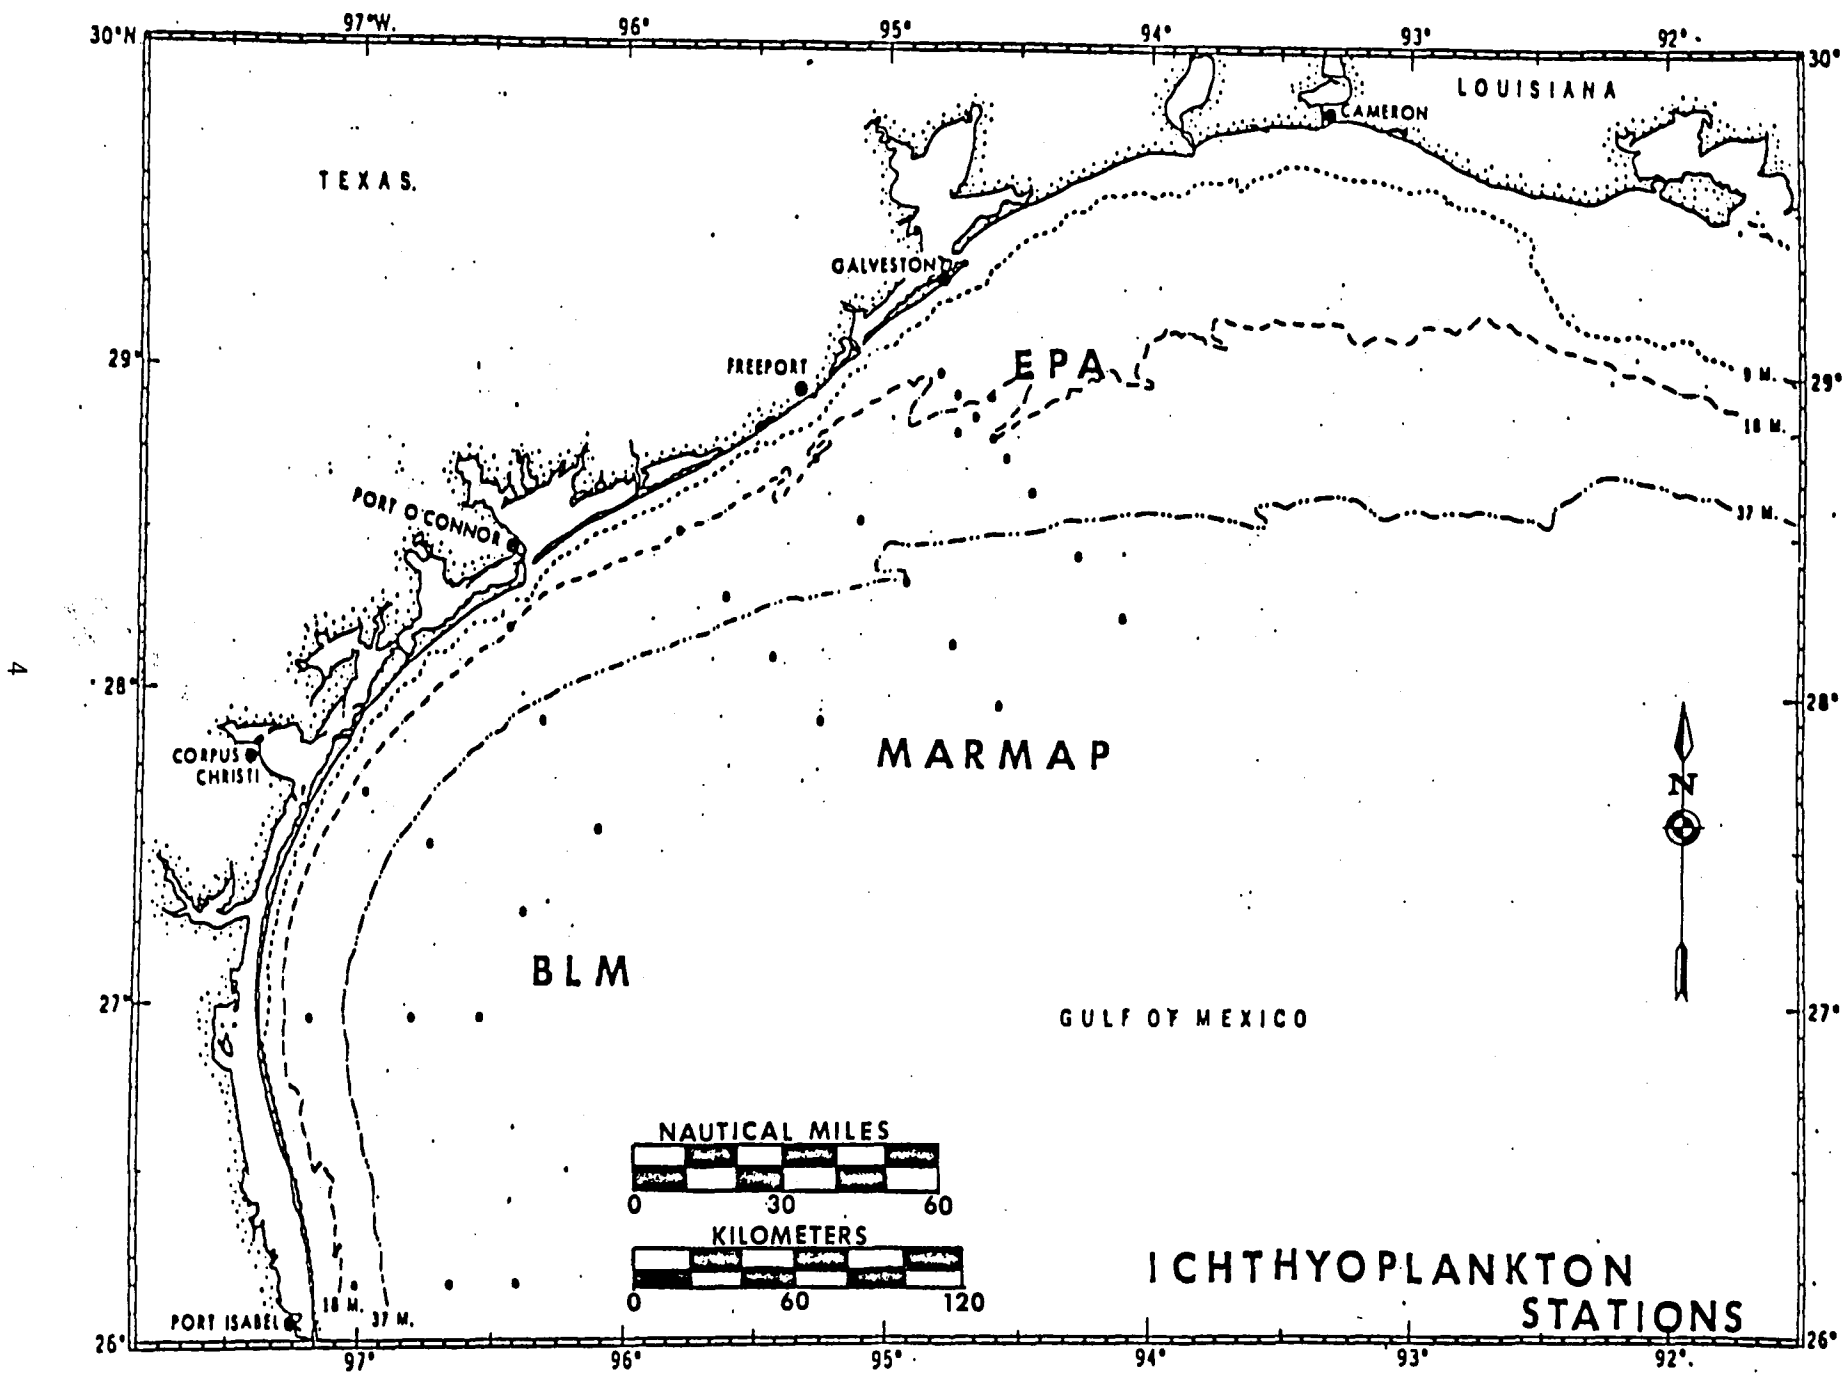 97°W. 96° 95° 94° 93° 92°
30°N 30°
LOUISIANA
CAMERON
TEXAS.
GALVESTON
FREEPORT
EPA
29° 9 M. 29°
18 M.
PORT O'CONNOR
37 M.
4
28° 28°
MARMAP
CORPUS
CHRISTI
N
BLM
27° GULF OF MEXICO 27°
NAUTICAL MILES
0 30 60
KILOMETERS
0 60 120
ICHTHYOPLANKTON
STATIONS
18 M.
37 M.
PORT ISABEL
26° 26°
97° 96° 95° 94° 93° 92°.